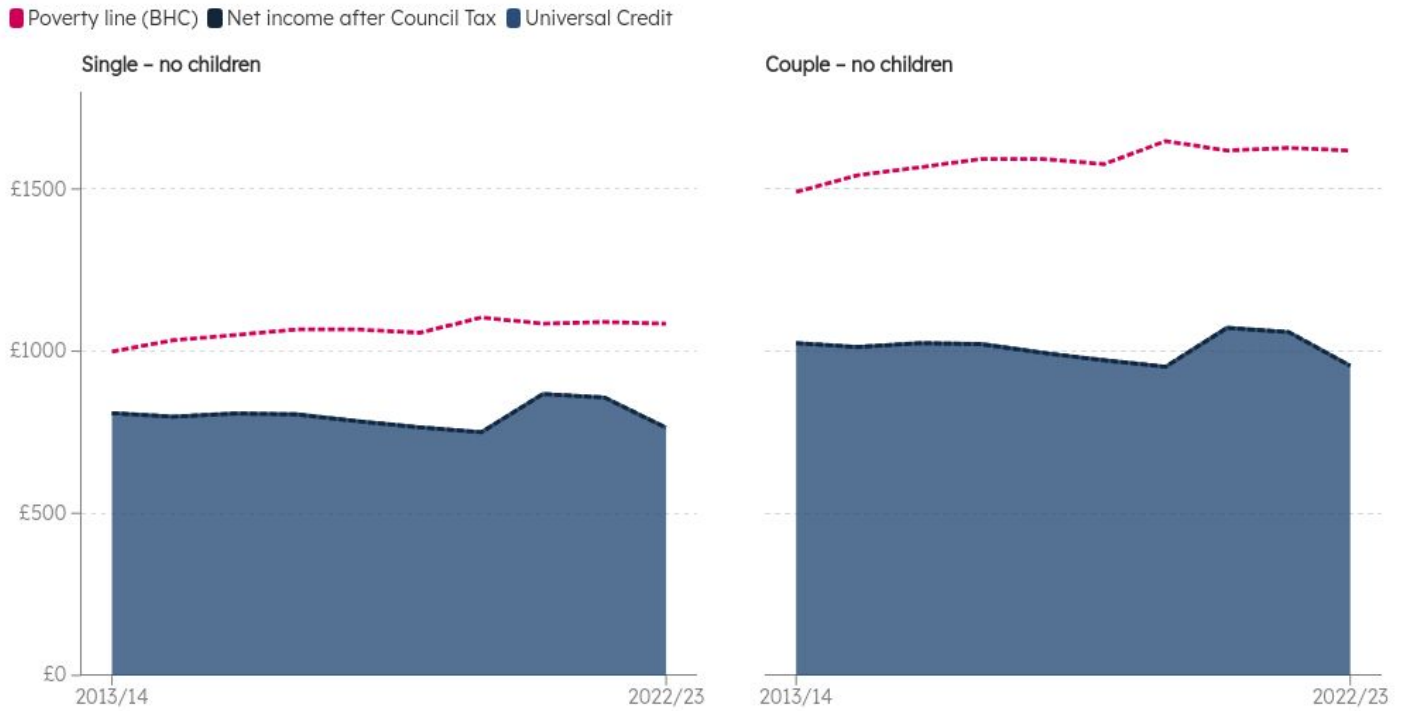 Poverty line (BHC) Net income after Council Tax Universal Credit
Single – no children
Couple – no children
£1500
£1000
£500
£0
2013/14
2022/23
2013/14
2022/23